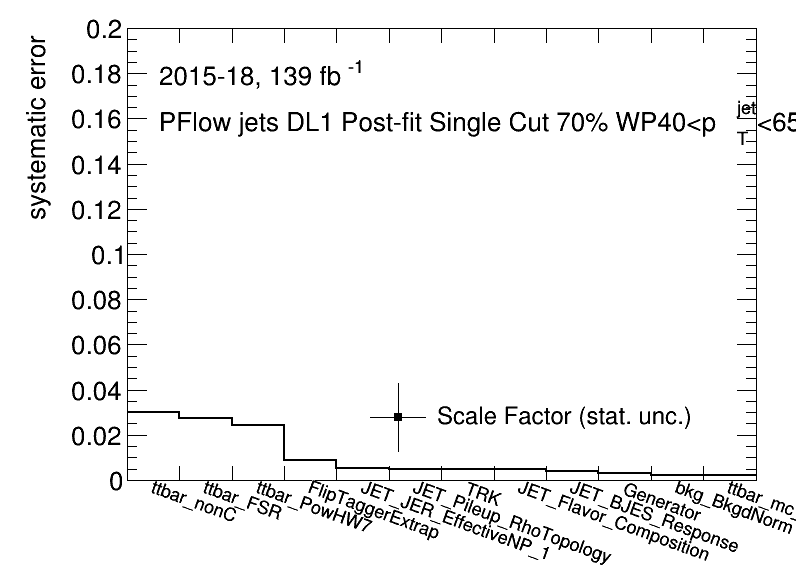 systematic error
0.2
0.18
0.16
0.14
0.12
0.1
0.08
0.06
0.04
0.02
0
2015-18, 139 fb -1
PFlow jets DL1 Post-fit Single Cut 70% WP40<p jet T <65
Scale Factor (stat. unc.)
ttbar_nonC
ttbar_FSR
ttbar_PowHW7
FlipTaggerExtrap
JET_JER_EffectiveNP_1
JET_Pileup_RhoTopology
TRK
JET_Flavor_Composition
JET_BJES_Response
Generator
bkg_BkgdNorm
ttbar_mc_